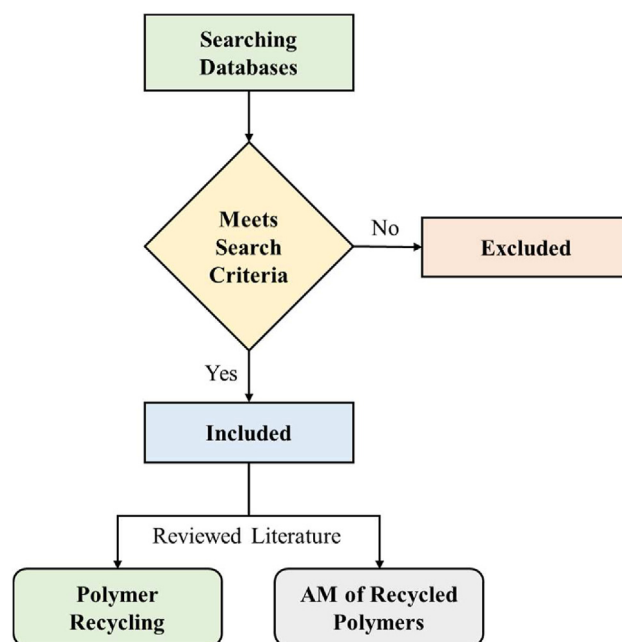 Searching
Databases
Meets
Search
Criteria
No
Excluded
Yes
Included
Reviewed Literature
Polymer
Recycling
AM of Recycled
Polymers